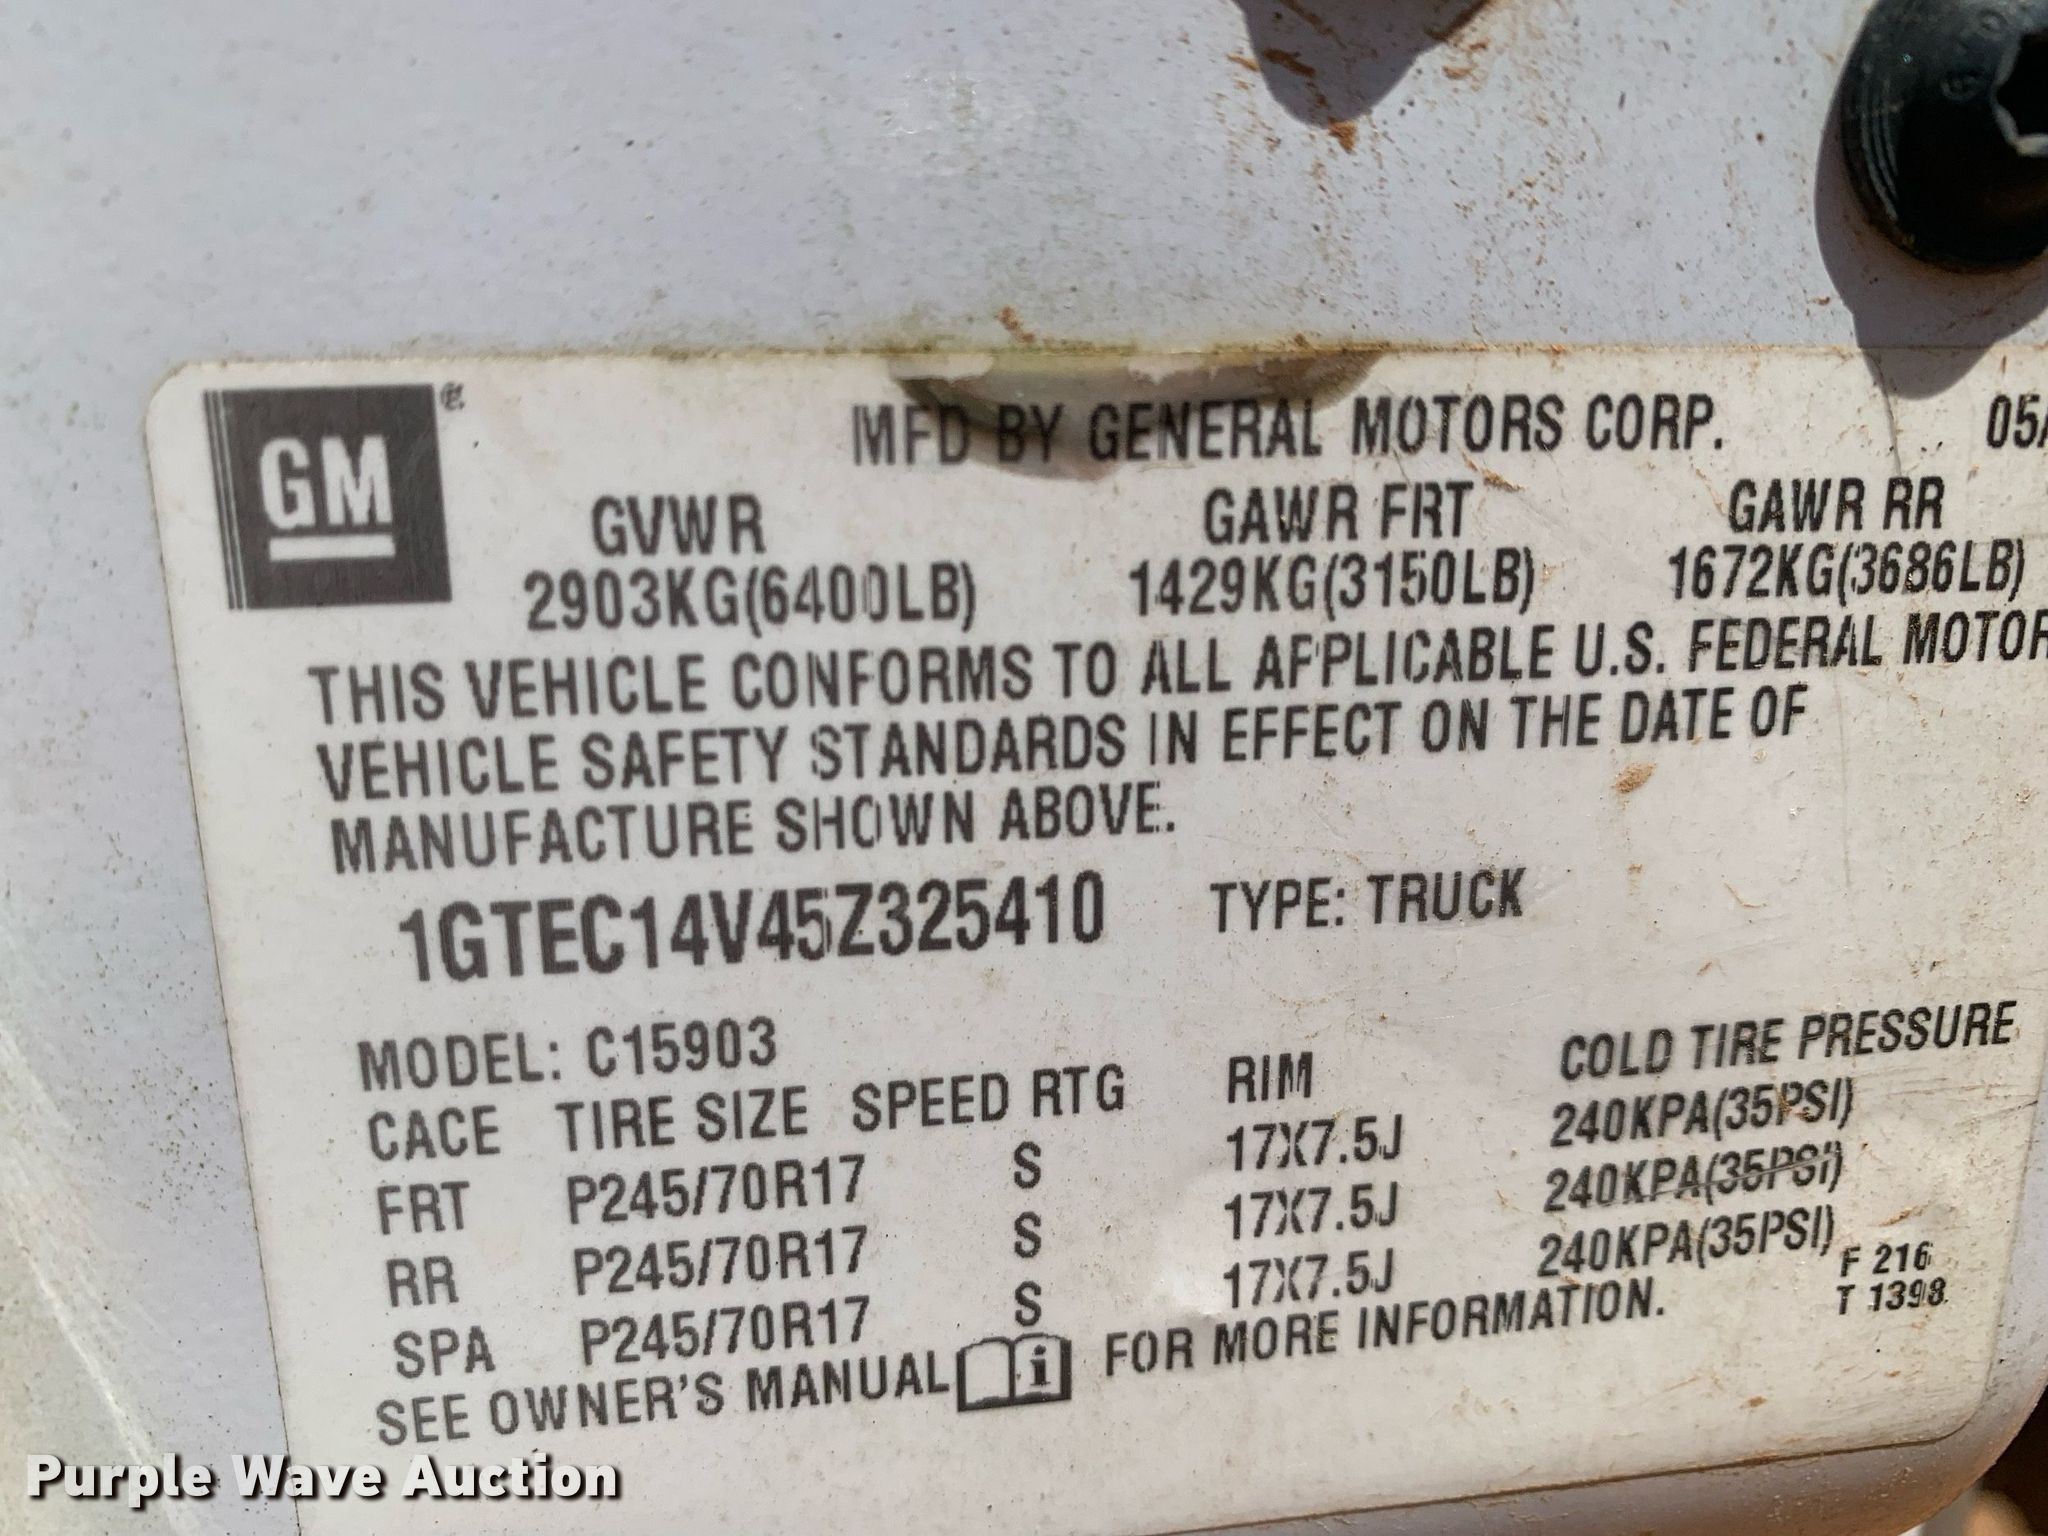 GM
MFD BY GENERAL MOTORS CORP. 05/
GVWR GAWR FRT GAWR RR
2903KG(6400LB) 1429KG(3150LB) 1672KG(3686LB)
THIS VEHICLE CONFORMS TO ALL APPLICABLE U.S. FEDERAL MOTOR
VEHICLE SAFETY STANDARDS IN EFFECT ON THE DATE OF
MANUFACTURE SHOWN ABOVE.
1GTEC14V45Z325410 TYPE: TRUCK
MODEL: C15903
CACE TIRE SIZE SPEED RTG RIM COLD TIRE PRESSURE
FRT P245/70R17 S 17X7.5J 240KPA(35PSI)
RR P245/70R17 S 17X7.5J 240KPA(35PSI)
SPA P245/70R17 S 17X7.5J 240KPA(35PSI)
SEE OWNER'S MANUAL i FOR MORE INFORMATION.
F 216
T 1398
Purple Wave Auction